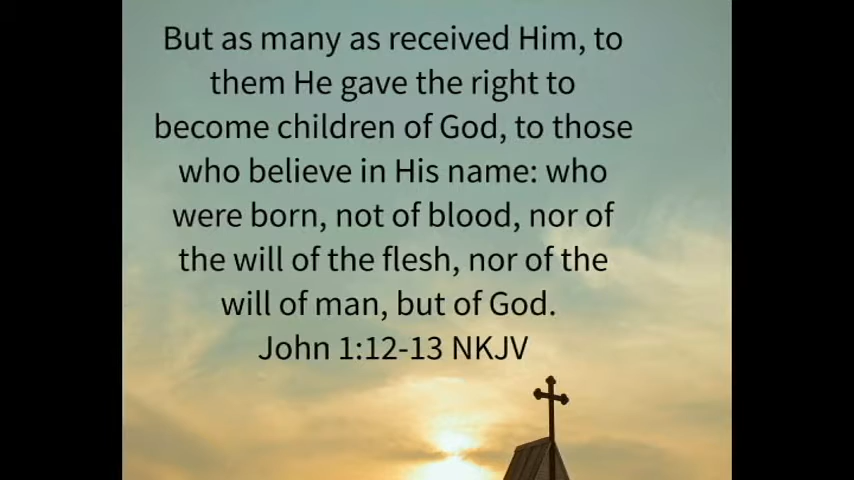 But as many as received Him, to
them He gave the right to
become children of God, to those
who believe in His name: who
were born, not of blood, nor of
the will of the flesh, nor of the
will of man, but of God.
John 1:12-13 NKJV